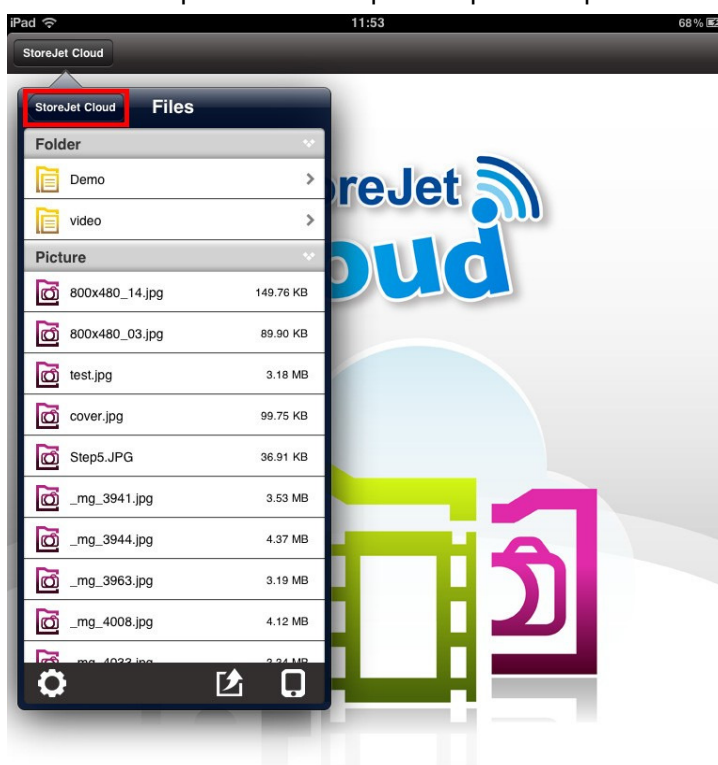 iPad 11:53 68%
StoreJet Cloud
StoreJet Cloud Files
Folder
Demo
video
Picture
800x480_14.jpg 149.76 KB
800x480_03.jpg 89.90 KB
test.jpg 3.18 MB
cover.jpg 99.75 KB
Step5.JPG 36.91 KB
_mg_3941.jpg 3.53 MB
_mg_3944.jpg 4.37 MB
_mg_3963.jpg 3.19 MB
_mg_4008.jpg 4.12 MB
reJet
oud